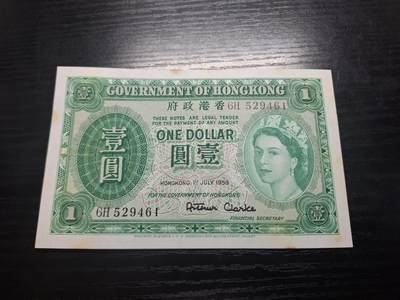 1 GOVERNMENT OF HONGKONG 1
府政港香 6H 529461
THESE NOTES ARE LEGAL TENDER
FOR THE PAYMENT OF ANY AMOUNT
ONE DOLLAR
壹圓
圓壹
HONGKONG, 1ST JULY 1958
FOR THE GOVERNMENT OF HONGKONG
1 6H 529461 Arthur Clarke 壹
FINANCIAL SECRETARY